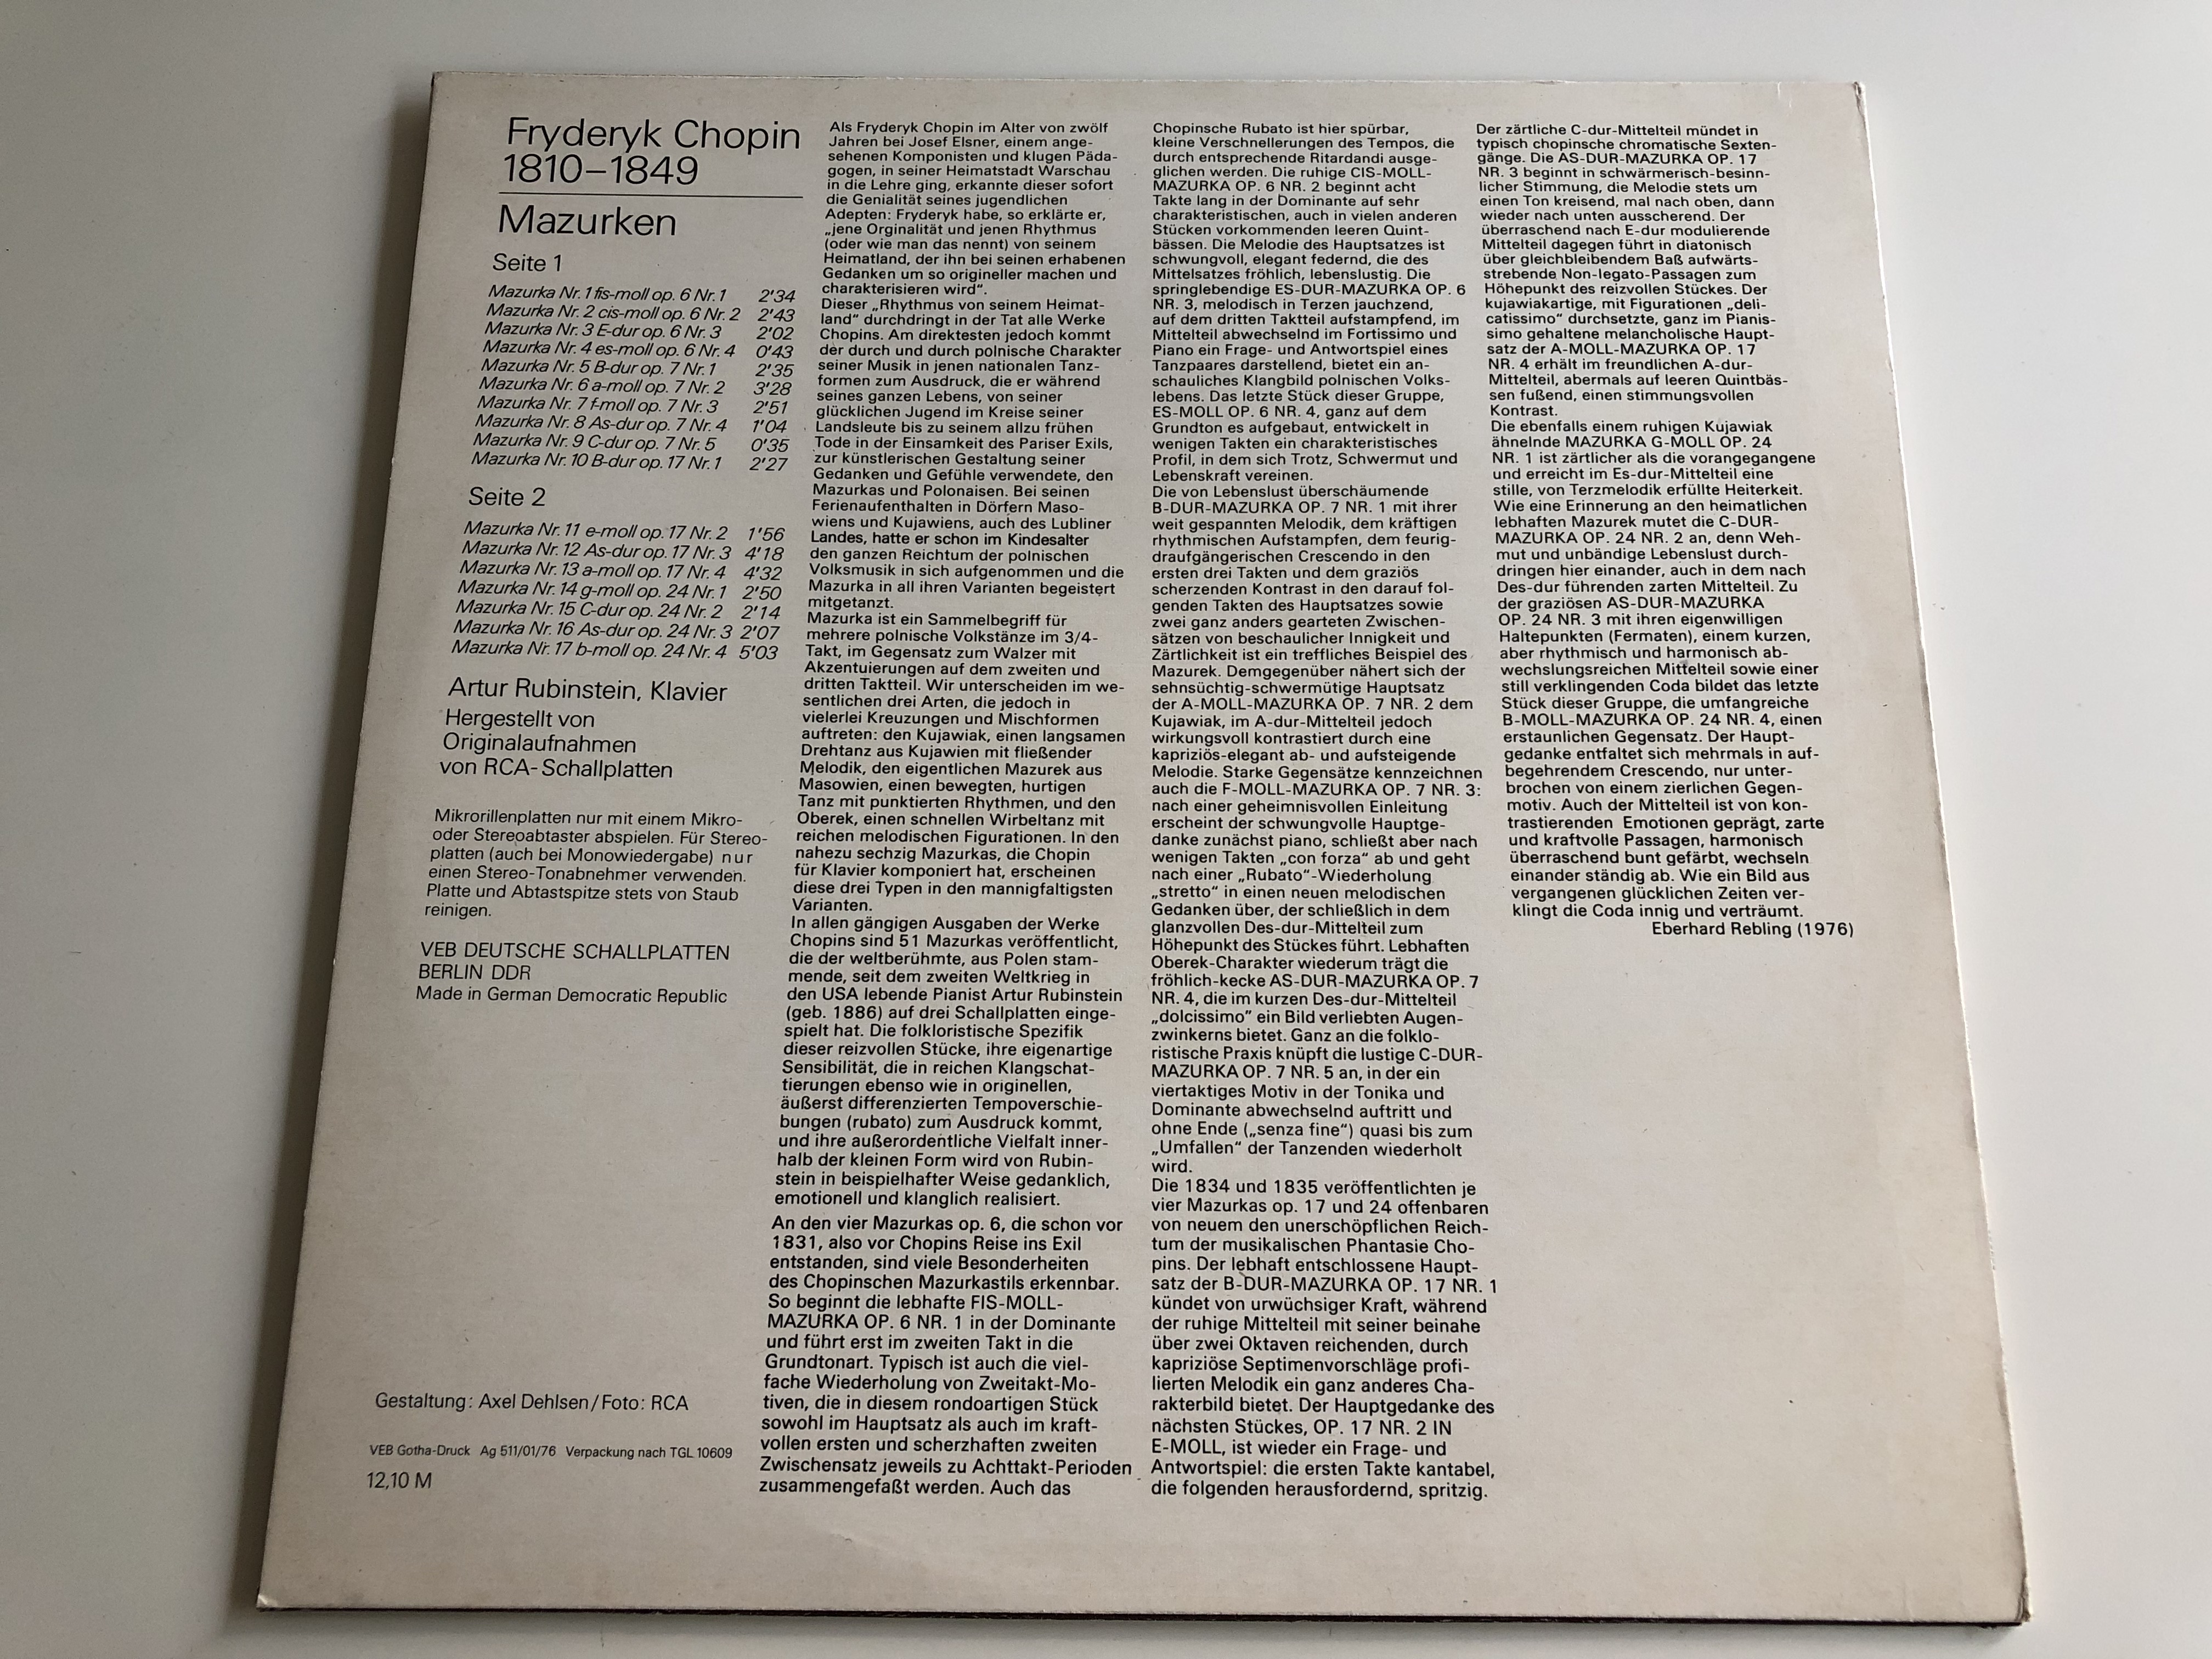 Fryderyk Chopin
1810–1849
Mazurken
Seite 1
Mazurka Nr. 1 fis-moll op. 6 Nr. 1 2'34
Mazurka Nr. 2 cis-moll op. 6 Nr. 2 2'43
Mazurka Nr. 3 E-dur op. 6 Nr. 3 2'02
Mazurka Nr. 4 es-moll op. 6 Nr. 4 0'43
Mazurka Nr. 5 B-dur op. 7 Nr. 1 2'35
Mazurka Nr. 6 a-moll op. 7 Nr. 2 3'28
Mazurka Nr. 7 f-moll op. 7 Nr. 3 2'51
Mazurka Nr. 8 As-dur op. 7 Nr. 4 1'04
Mazurka Nr. 9 C-dur op. 7 Nr. 5 0'35
Mazurka Nr. 10 B-dur op. 17 Nr. 1 2'27
Seite 2
Mazurka Nr. 11 e-moll op. 17 Nr. 2 1'56
Mazurka Nr. 12 As-dur op. 17 Nr. 3 4'18
Mazurka Nr. 13 a-moll op. 17 Nr. 4 4'32
Mazurka Nr. 14 g-moll op. 24 Nr. 1 2'50
Mazurka Nr. 15 C-dur op. 24 Nr. 2 2'14
Mazurka Nr. 16 As-dur op. 24 Nr. 3 2'07
Mazurka Nr. 17 b-moll op. 24 Nr. 4 5'03
Artur Rubinstein, Klavier
Hergestellt von
Originalaufnahmen
von RCA-Schallplatten
Mikrorillenplatten nur mit einem Mikro-
oder Stereoabtaster abspielen. Für Stereo-
platten (auch bei Monowiedergabe) nur
einen Stereo-Tonabnehmer verwenden.
Platte und Abtastspitze stets von Staub
reinigen.
VEB DEUTSCHE SCHALLPLATTEN
BERLIN DDR
Made in German Democratic Republic
Gestaltung: Axel Dehlsen/Foto: RCA
VEB Gotha-Druck Ag 511/01/76 Verpackung nach TGL 10609
12,10 M
Als Fryderyk Chopin im Alter von zwölf
Jahren bei Josef Elsner, einem ange-
sehenen Komponisten und klugen Päda-
gogen, in seiner Heimatstadt Warschau
in die Lehre ging, erkannte dieser sofort
die Genialität seines jugendlichen
Adepten: Fryderyk habe, so erklärte er,
„jene Orginalität und jenen Rhythmus
(oder wie man das nennt) von seinem
Heimatland, der ihn bei seinen erhabenen
Gedanken um so origineller machen und
charakterisieren wird“.
Dieser „Rhythmus von seinem Heimat-
land“ durchdringt in der Tat alle Werke
Chopins. Am direktesten jedoch kommt
der durch und durch polnische Charakter
seiner Musik in jenen nationalen Tanz-
formen zum Ausdruck, die er während
seines ganzen Lebens, von seiner
glücklichen Jugend im Kreise seiner
Landsleute bis zu seinem allzu frühen
Tode in der Einsamkeit des Pariser Exils,
zur künstlerischen Gestaltung seiner
Gedanken und Gefühle verwendete, den
Mazurkas und Polonaisen. Bei seinen
Ferienaufenthalten in Dörfern Maso-
wiens und Kujawiens, auch des Lubliner
Landes, hatte er schon im Kindesalter
den ganzen Reichtum der polnischen
Volksmusik in sich aufgenommen und die
Mazurka in all ihren Varianten begeistert
mitgetanzt.
Mazurka ist ein Sammelbegriff für
mehrere polnische Volkstänze im 3/4-
Takt, im Gegensatz zum Walzer mit
Akzentuierungen auf dem zweiten und
dritten Taktteil. Wir unterscheiden im we-
sentlichen drei Arten, die jedoch in
vielerlei Kreuzungen und Mischformen
auftreten: den Kujawiak, einen langsamen
Drehtanz aus Kujawien mit fließender
Melodik, den eigentlichen Mazurek aus
Masowien, einen bewegten, hurtigen
Tanz mit punktierten Rhythmen, und den
Oberek, einen schnellen Wirbeltanz mit
reichen melodischen Figurationen. In den
nahezu sechzig Mazurkas, die Chopin
für Klavier komponiert hat, erscheinen
diese drei Typen in den mannigfaltigsten
Varianten.
In allen gängigen Ausgaben der Werke
Chopins sind 51 Mazurkas veröffentlicht,
die der weltberühmte, aus Polen stam-
mende, seit dem zweiten Weltkrieg in
den USA lebende Pianist Artur Rubinstein
(geb. 1886) auf drei Schallplatten einge-
spielt hat. Die folkloristische Spezifik
dieser reizvollen Stücke, ihre eigenartige
Sensibilität, die in reichen Klangschat-
tierungen ebenso wie in originellen,
äußerst differenzierten Tempoverschie-
bungen (rubato) zum Ausdruck kommt,
und ihre außerordentliche Vielfalt inner-
halb der kleinen Form wird von Rubin-
stein in beispielhafter Weise gedanklich,
emotionell und klanglich realisiert.
An den vier Mazurkas op. 6, die schon vor
1831, also vor Chopins Reise ins Exil
entstanden, sind viele Besonderheiten
des Chopinschen Mazurkastils erkennbar.
So beginnt die lebhafte FIS-MOLL-
MAZURKA OP. 6 NR. 1 in der Dominante
und führt erst im zweiten Takt in die
Grundtonart. Typisch ist auch die viel-
fache Wiederholung von Zweitakt-Mo-
tiven, die in diesem rondoartigen Stück
sowohl im Hauptsatz als auch im kraft-
vollen ersten und scherzhaften zweiten
Zwischensatz jeweils zu Achttakt-Perioden
zusammengefaßt werden. Auch das
Chopinsche Rubato ist hier spürbar,
kleine Verschnellerungen des Tempos, die
durch entsprechende Ritardandi ausge-
glichen werden. Die ruhige CIS-MOLL-
MAZURKA OP. 6 NR. 2 beginnt acht
Takte lang in der Dominante auf sehr
charakteristischen, auch in vielen anderen
Stücken vorkommenden leeren Quint-
bässen. Die Melodie des Hauptsatzes ist
schwungvoll, elegant federnd, die des
Mittelsatzes fröhlich, lebenslustig. Die
springlebendige ES-DUR-MAZURKA OP. 6
NR. 3, melodisch in Terzen jauchzend,
auf dem dritten Taktteil aufstampfend, im
Mittelteil abwechselnd im Fortissimo und
Piano ein Frage- und Antwortspiel eines
Tanzpaares darstellend, bietet ein an-
schauliches Klangbild polnischen Volks-
lebens. Das letzte Stück dieser Gruppe,
ES-MOLL OP. 6 NR. 4, ganz auf dem
Grundton es aufgebaut, entwickelt in
wenigen Takten ein charakteristisches
Profil, in dem sich Trotz, Schwermut und
Lebenskraft vereinen.
Die von Lebenslust überschäumende
B-DUR-MAZURKA OP. 7 NR. 1 mit ihrer
weit gespannten Melodik, dem kräftigen
rhythmischen Aufstampfen, dem feurig-
draufgängerischen Crescendo in den
ersten drei Takten und dem graziös
scherzenden Kontrast in den darauf fol-
genden Takten des Hauptsatzes sowie
zwei ganz anders gearteten Zwischen-
sätzen von beschaulicher Innigkeit und
Zärtlichkeit ist ein treffliches Beispiel des
Mazurek. Demgegenüber nähert sich der
sehnsüchtig-schwermütige Hauptsatz
der A-MOLL-MAZURKA OP. 7 NR. 2 dem
Kujawiak, im A-dur-Mittelteil jedoch
wirkungsvoll kontrastiert durch eine
kapriziös-elegant ab- und aufsteigende
Melodie. Starke Gegensätze kennzeichnen
auch die F-MOLL-MAZURKA OP. 7 NR. 3:
nach einer geheimnisvollen Einleitung
erscheint der schwungvolle Hauptge-
danke zunächst piano, schließt aber nach
wenigen Takten „con forza“ ab und geht
nach einer „Rubato“-Wiederholung
„stretto“ in einen neuen melodischen
Gedanken über, der schließlich in dem
glanzvollen Des-dur-Mittelteil zum
Höhepunkt des Stückes führt. Lebhaften
Oberek-Charakter wiederum trägt die
fröhlich-kecke AS-DUR-MAZURKA OP. 7
NR. 4, die im kurzen Des-dur-Mittelteil
„dolcissimo“ ein Bild verliebten Augen-
zwinkerns bietet. Ganz an die folklo-
ristische Praxis knüpft die lustige C-DUR-
MAZURKA OP. 7 NR. 5 an, in der ein
viertaktiges Motiv in der Tonika und
Dominante abwechselnd auftritt und
ohne Ende („senza fine“) quasi bis zum
„Umfallen“ der Tanzenden wiederholt
wird.
Die 1834 und 1835 veröffentlichten je
vier Mazurkas op. 17 und 24 offenbaren
von neuem den unerschöpflichen Reich-
tum der musikalischen Phantasie Cho-
pins. Der lebhaft entschlossene Haupt-
satz der B-DUR-MAZURKA OP. 17 NR. 1
kündet von urwüchsiger Kraft, während
der ruhige Mittelteil mit seiner beinahe
über zwei Oktaven reichenden, durch
kapriziöse Septimenvorschläge profi-
lierten Melodik ein ganz anderes Cha-
rakterbild bietet. Der Hauptgedanke des
nächsten Stückes, OP. 17 NR. 2 IN
E-MOLL, ist wieder ein Frage- und
Antwortspiel: die ersten Takte kantabel,
die folgenden herausfordernd, spritzig.
Der zärtliche C-dur-Mittelteil mündet in
typisch chopinsche chromatische Sexten-
gänge. Die AS-DUR-MAZURKA OP. 17
NR. 3 beginnt in schwärmerisch-besinn-
licher Stimmung, die Melodie stets um
einen Ton kreisend, mal nach oben, dann
wieder nach unten ausscherend. Der
überraschend nach E-dur modulierende
Mittelteil dagegen führt in diatonisch
über gleichbleibendem Baß aufwärts-
strebende Non-legato-Passagen zum
Höhepunkt des reizvollen Stückes. Der
kujawiakartige, mit Figurationen „deli-
catissimo“ durchsetzte, ganz im Pianis-
simo gehaltene melancholische Haupt-
satz der A-MOLL-MAZURKA OP. 17
NR. 4 erhält im freundlichen A-dur-
Mittelteil, abermals auf leeren Quintbäs-
sen fußend, einen stimmungsvollen
Kontrast.
Die ebenfalls einem ruhigen Kujawiak
ähnelnde MAZURKA G-MOLL OP. 24
NR. 1 ist zärtlicher als die vorangegangene
und erreicht im Es-dur-Mittelteil eine
stille, von Terzmelodik erfüllte Heiterkeit.
Wie eine Erinnerung an den heimatlichen
lebhaften Mazurek mutet die C-DUR-
MAZURKA OP. 24 NR. 2 an, denn Weh-
mut und unbändige Lebenslust durch-
dringen hier einander, auch in dem nach
Des-dur führenden zarten Mittelteil. Zu
der graziösen AS-DUR-MAZURKA
OP. 24 NR. 3 mit ihren eigenwilligen
Haltepunkten (Fermaten), einem kurzen,
aber rhythmisch und harmonisch ab-
wechslungsreichen Mittelteil sowie einer
still verklingenden Coda bildet das letzte
Stück dieser Gruppe, die umfangreiche
B-MOLL-MAZURKA OP. 24 NR. 4, einen
erstaunlichen Gegensatz. Der Haupt-
gedanke entfaltet sich mehrmals in auf-
begehrendem Crescendo, nur unter-
brochen von einem zierlichen Gegen-
motiv. Auch der Mittelteil ist von kon-
trastierenden Emotionen geprägt, zarte
und kraftvolle Passagen, harmonisch
überraschend bunt gefärbt, wechseln
einander ständig ab. Wie ein Bild aus
vergangenen glücklichen Zeiten ver-
klingt die Coda innig und verträumt.
Eberhard Rebling (1976)